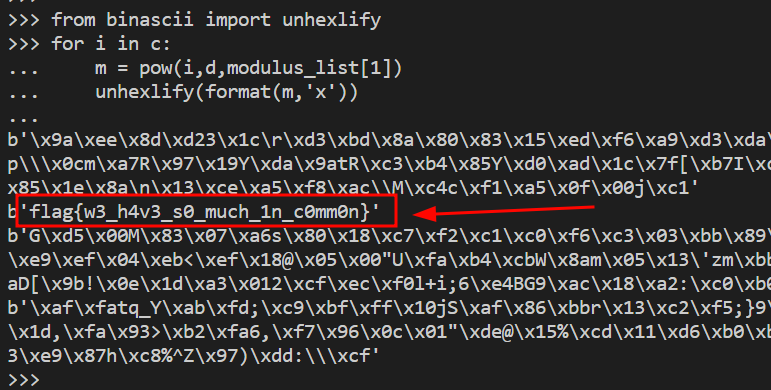 >>>
>>> from binascii import unhexlify
>>> for i in c:
...     m = pow(i,d,modulus_list[1])
...     unhexlify(format(m,'x'))
...
b'\x9a\xee\x8d\xd23\x1c\r\xd3\xbd\x8a\x80\x83\x15\xed\xf6\xa9\xd3\xda\
p\\\x0cm\xa7R\x97\x19Y\xda\x9atR\xc3\xb4\x85Y\xd0\xad\x1c\x7f[\xb7I\xc
x85\x1e\x8a\n\x13\xce\xa5\xf8\xac\\M\xc4c\xf1\xa5\x0f\x00j\xc1'
b'flag{w3_h4v3_s0_much_1n_c0mm0n}'
b'G\xd5\x00M\x83\x07\xa6s\x80\x18\xc7\xf2\xc1\xc0\xf6\xc3\x03\xbb\x89\
\xe9\xef\x04\xeb<\xef\x18@\x05\x00"U\xfa\xb4\xcbW\x8am\x05\x13\'zm\xbb
aD[\x9b!\x0e\x1d\xa3\x012\xcf\xec\xf0l+i;6\xe4BG9\xac\x18\xa2:\xc0\xb0
b'\xaf\xfatq_Y\xab\xfd;\xc9\xbf\xff\x10jS\xaf\x86\xbbr\x13\xc2\xf5;}9\
\x1d,\xfa\x93>\xb2\xfa6,\xf7\x96\x0c\x01"\xde@\x15%\xcd\x11\xd6\xb0\xb
3\xe9\x87h\xc8%^Z\x97)\xdd:\\\xcf'
>>>